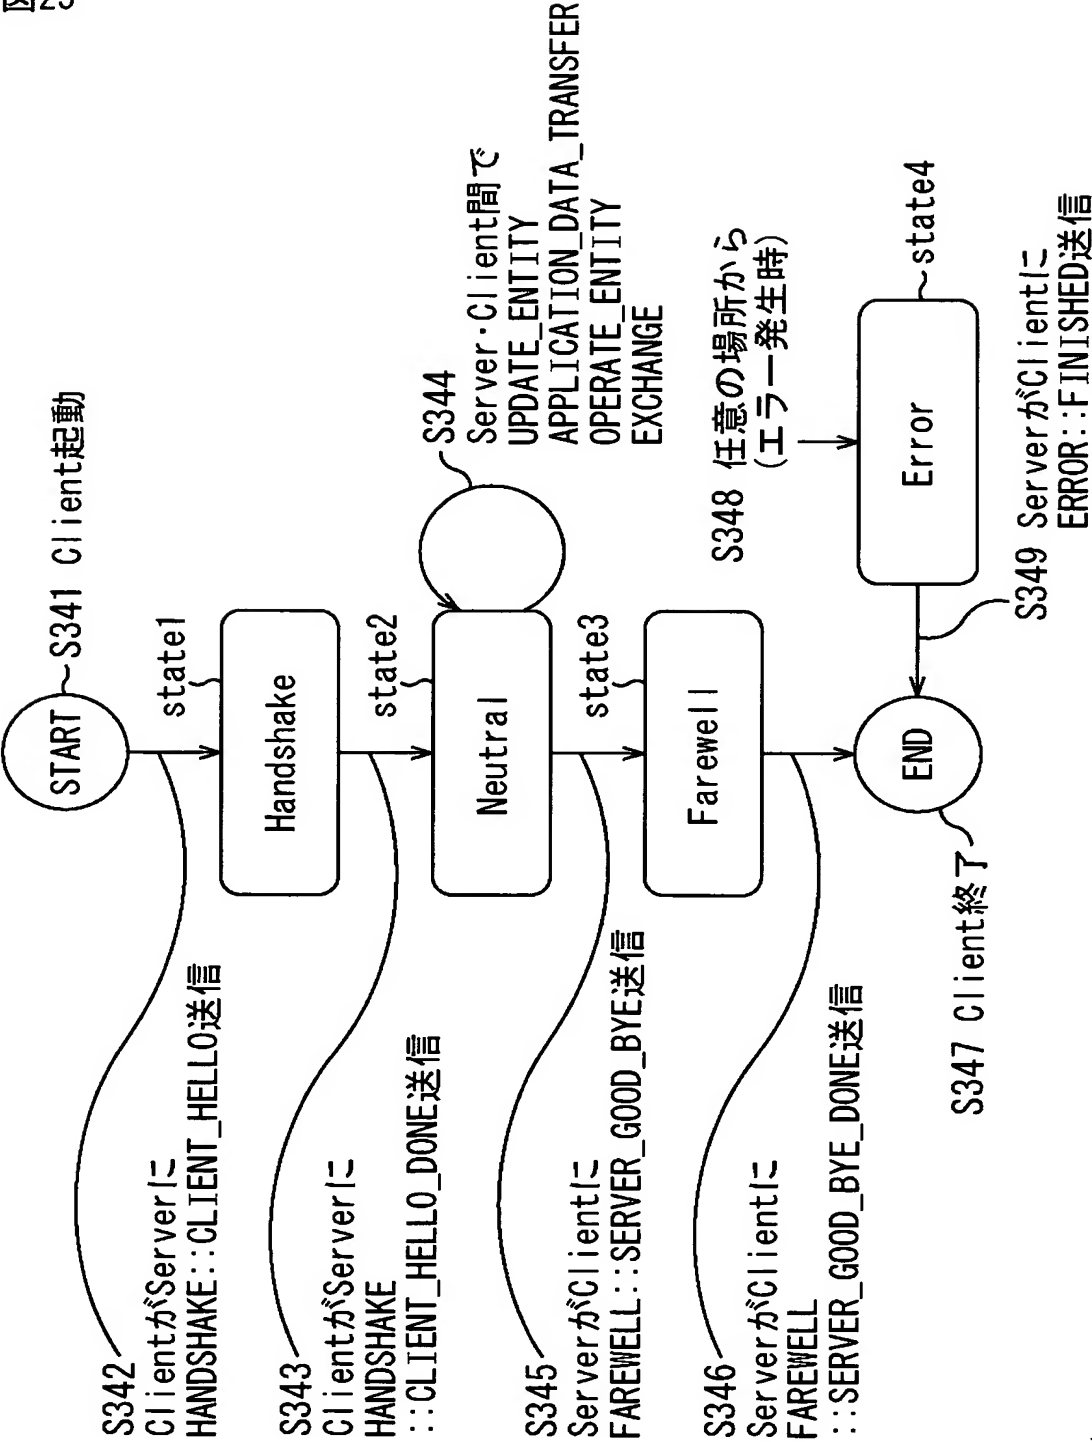 図25
START
S341 Client起動
S342
ClientがServerに
HANDSHAKE::CLIENT_HELLO送信
state1
Handshake
S343
ClientがServerに
HANDSHAKE
::CLIENT_HELLO_DONE送信
state2
Neutral
S344
Server・Client間で
UPDATE_ENTITY
APPLICATION_DATA_TRANSFER
OPERATE_ENTITY
EXCHANGE
S345
ServerがClientに
FAREWELL::SERVER_GOOD_BYE送信
state3
Farewell
S346
ServerがClientに
FAREWELL
::SERVER_GOOD_BYE_DONE送信
END
S347 Client終了
S348 任意の場所から
(エラー発生時)
Error
state4
S349 ServerがClientに
ERROR::FINISHED送信